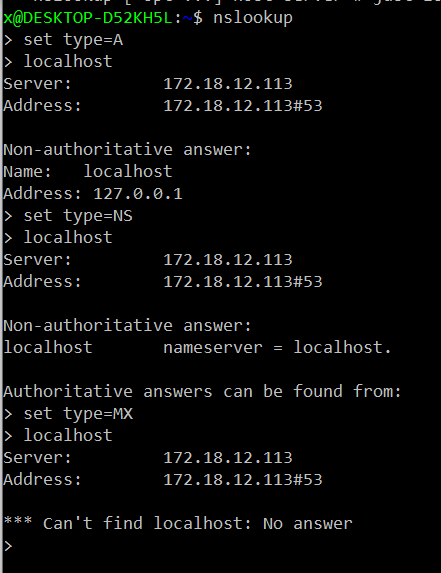 x@DESKTOP-D52KH5L:~$ nslookup
> set type=A
> localhost
Server:         172.18.12.113
Address:        172.18.12.113#53

Non-authoritative answer:
Name:   localhost
Address: 127.0.0.1
> set type=NS
> localhost
Server:         172.18.12.113
Address:        172.18.12.113#53

Non-authoritative answer:
localhost       nameserver = localhost.

Authoritative answers can be found from:
> set type=MX
> localhost
Server:         172.18.12.113
Address:        172.18.12.113#53

*** Can't find localhost: No answer
>